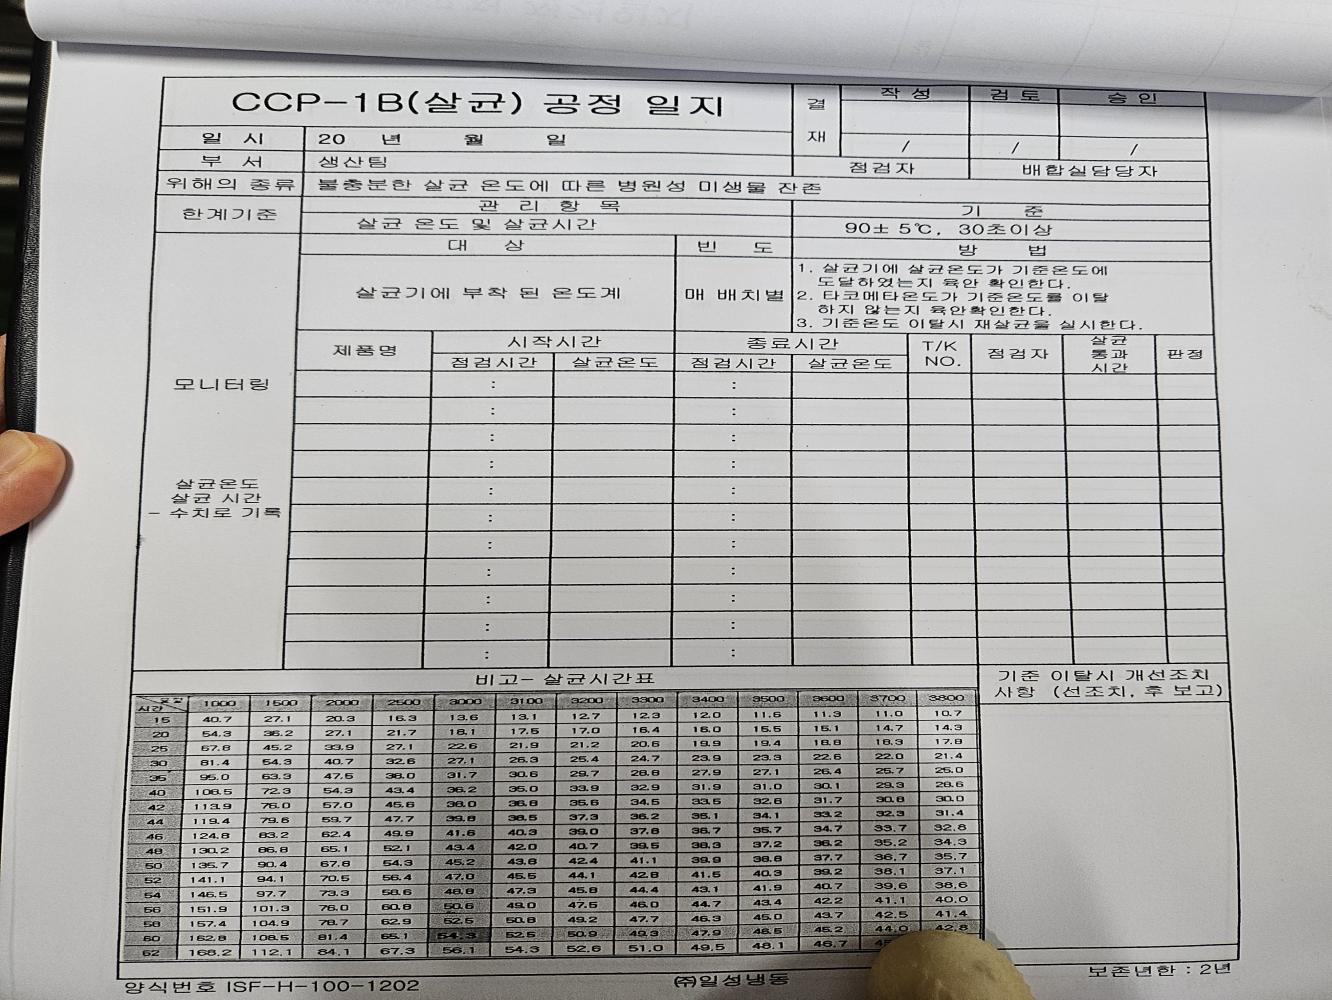 CCP-1B(살균) 공정 일지
결재 작성 검토 승인
/ / /
일 시 20 년 월 일
부 서 생산팀 점검자 배합실담당자
위해의 종류 불충분한 살균 온도에 따른 병원성 미생물 잔존
한계기준 관 리 항 목 기 준
살균 온도 및 살균시간 90± 5℃, 30초이상
대 상 빈 도 방 법
살균기에 부착 된 온도계 매 배치별
1. 살균기에 살균온도가 기준온도에
도달하였는지 육안 확인한다.
2. 타코메타온도가 기준온도를 이탈
하지 않는지 육안확인한다.
3. 기준온도 이탈시 재살균을 실시한다.
모니터링
살균온도
살균 시간
- 수치로 기록
제품명 시작시간 종료시간 T/K NO. 점검자 살균 통과 시간 판정
점검시간 살균온도 점검시간 살균온도
: :
: :
: :
: :
: :
: :
: :
: :
: :
: :
: :
비고- 살균시간표
기준 이탈시 개선조치
사항 (선조치, 후 보고)
시간 1000 1500 2000 2500 3000 3100 3200 3300 3400 3500 3600 3700 3800
15 40.7 27.1 20.3 16.3 13.6 13.1 12.7 12.3 12.0 11.6 11.3 11.0 10.7
20 54.3 36.2 27.1 21.7 18.1 17.5 17.0 16.4 16.0 15.5 15.1 14.7 14.3
25 67.8 45.2 33.9 27.1 22.6 21.9 21.2 20.6 19.9 19.4 18.8 18.3 17.8
30 81.4 54.3 40.7 32.6 27.1 26.3 25.4 24.7 23.9 23.3 22.6 22.0 21.4
35 95.0 63.3 47.5 38.0 31.7 30.6 29.7 28.8 27.9 27.1 26.4 25.7 25.0
40 108.5 72.3 54.3 43.4 36.2 35.0 33.9 32.9 31.9 31.0 30.1 29.3 28.6
42 113.9 76.0 57.0 45.6 38.0 36.8 35.6 34.5 33.5 32.6 31.7 30.8 30.0
44 119.4 79.6 59.7 47.7 39.8 38.5 37.3 36.2 35.1 34.1 33.2 32.3 31.4
46 124.8 83.2 62.4 49.9 41.6 40.3 39.0 37.8 36.7 35.7 34.7 33.7 32.8
48 130.2 86.8 65.1 52.1 43.4 42.0 40.7 39.5 38.3 37.2 36.2 35.2 34.3
50 135.7 90.4 67.8 54.3 45.2 43.8 42.4 41.1 39.9 38.8 37.7 36.7 35.7
52 141.1 94.1 70.5 56.4 47.0 45.5 44.1 42.8 41.5 40.3 39.2 38.1 37.1
54 146.5 97.7 73.3 58.6 48.8 47.3 45.8 44.4 43.1 41.9 40.7 39.6 38.6
56 151.9 101.3 76.0 60.8 50.6 49.0 47.5 46.0 44.7 43.4 42.2 41.1 40.0
58 157.4 104.9 78.7 62.9 52.5 50.8 49.2 47.7 46.3 45.0 43.7 42.5 41.4
60 162.8 108.5 81.4 65.1 54.3 52.5 50.9 49.3 47.9 46.5 45.2 44.0 42.8
62 168.2 112.1 84.1 67.3 56.1 54.3 52.6 51.0 49.5 48.1 46.7
양식번호 ISF-H-100-1202 ㈜일성냉동 보존년한 : 2년